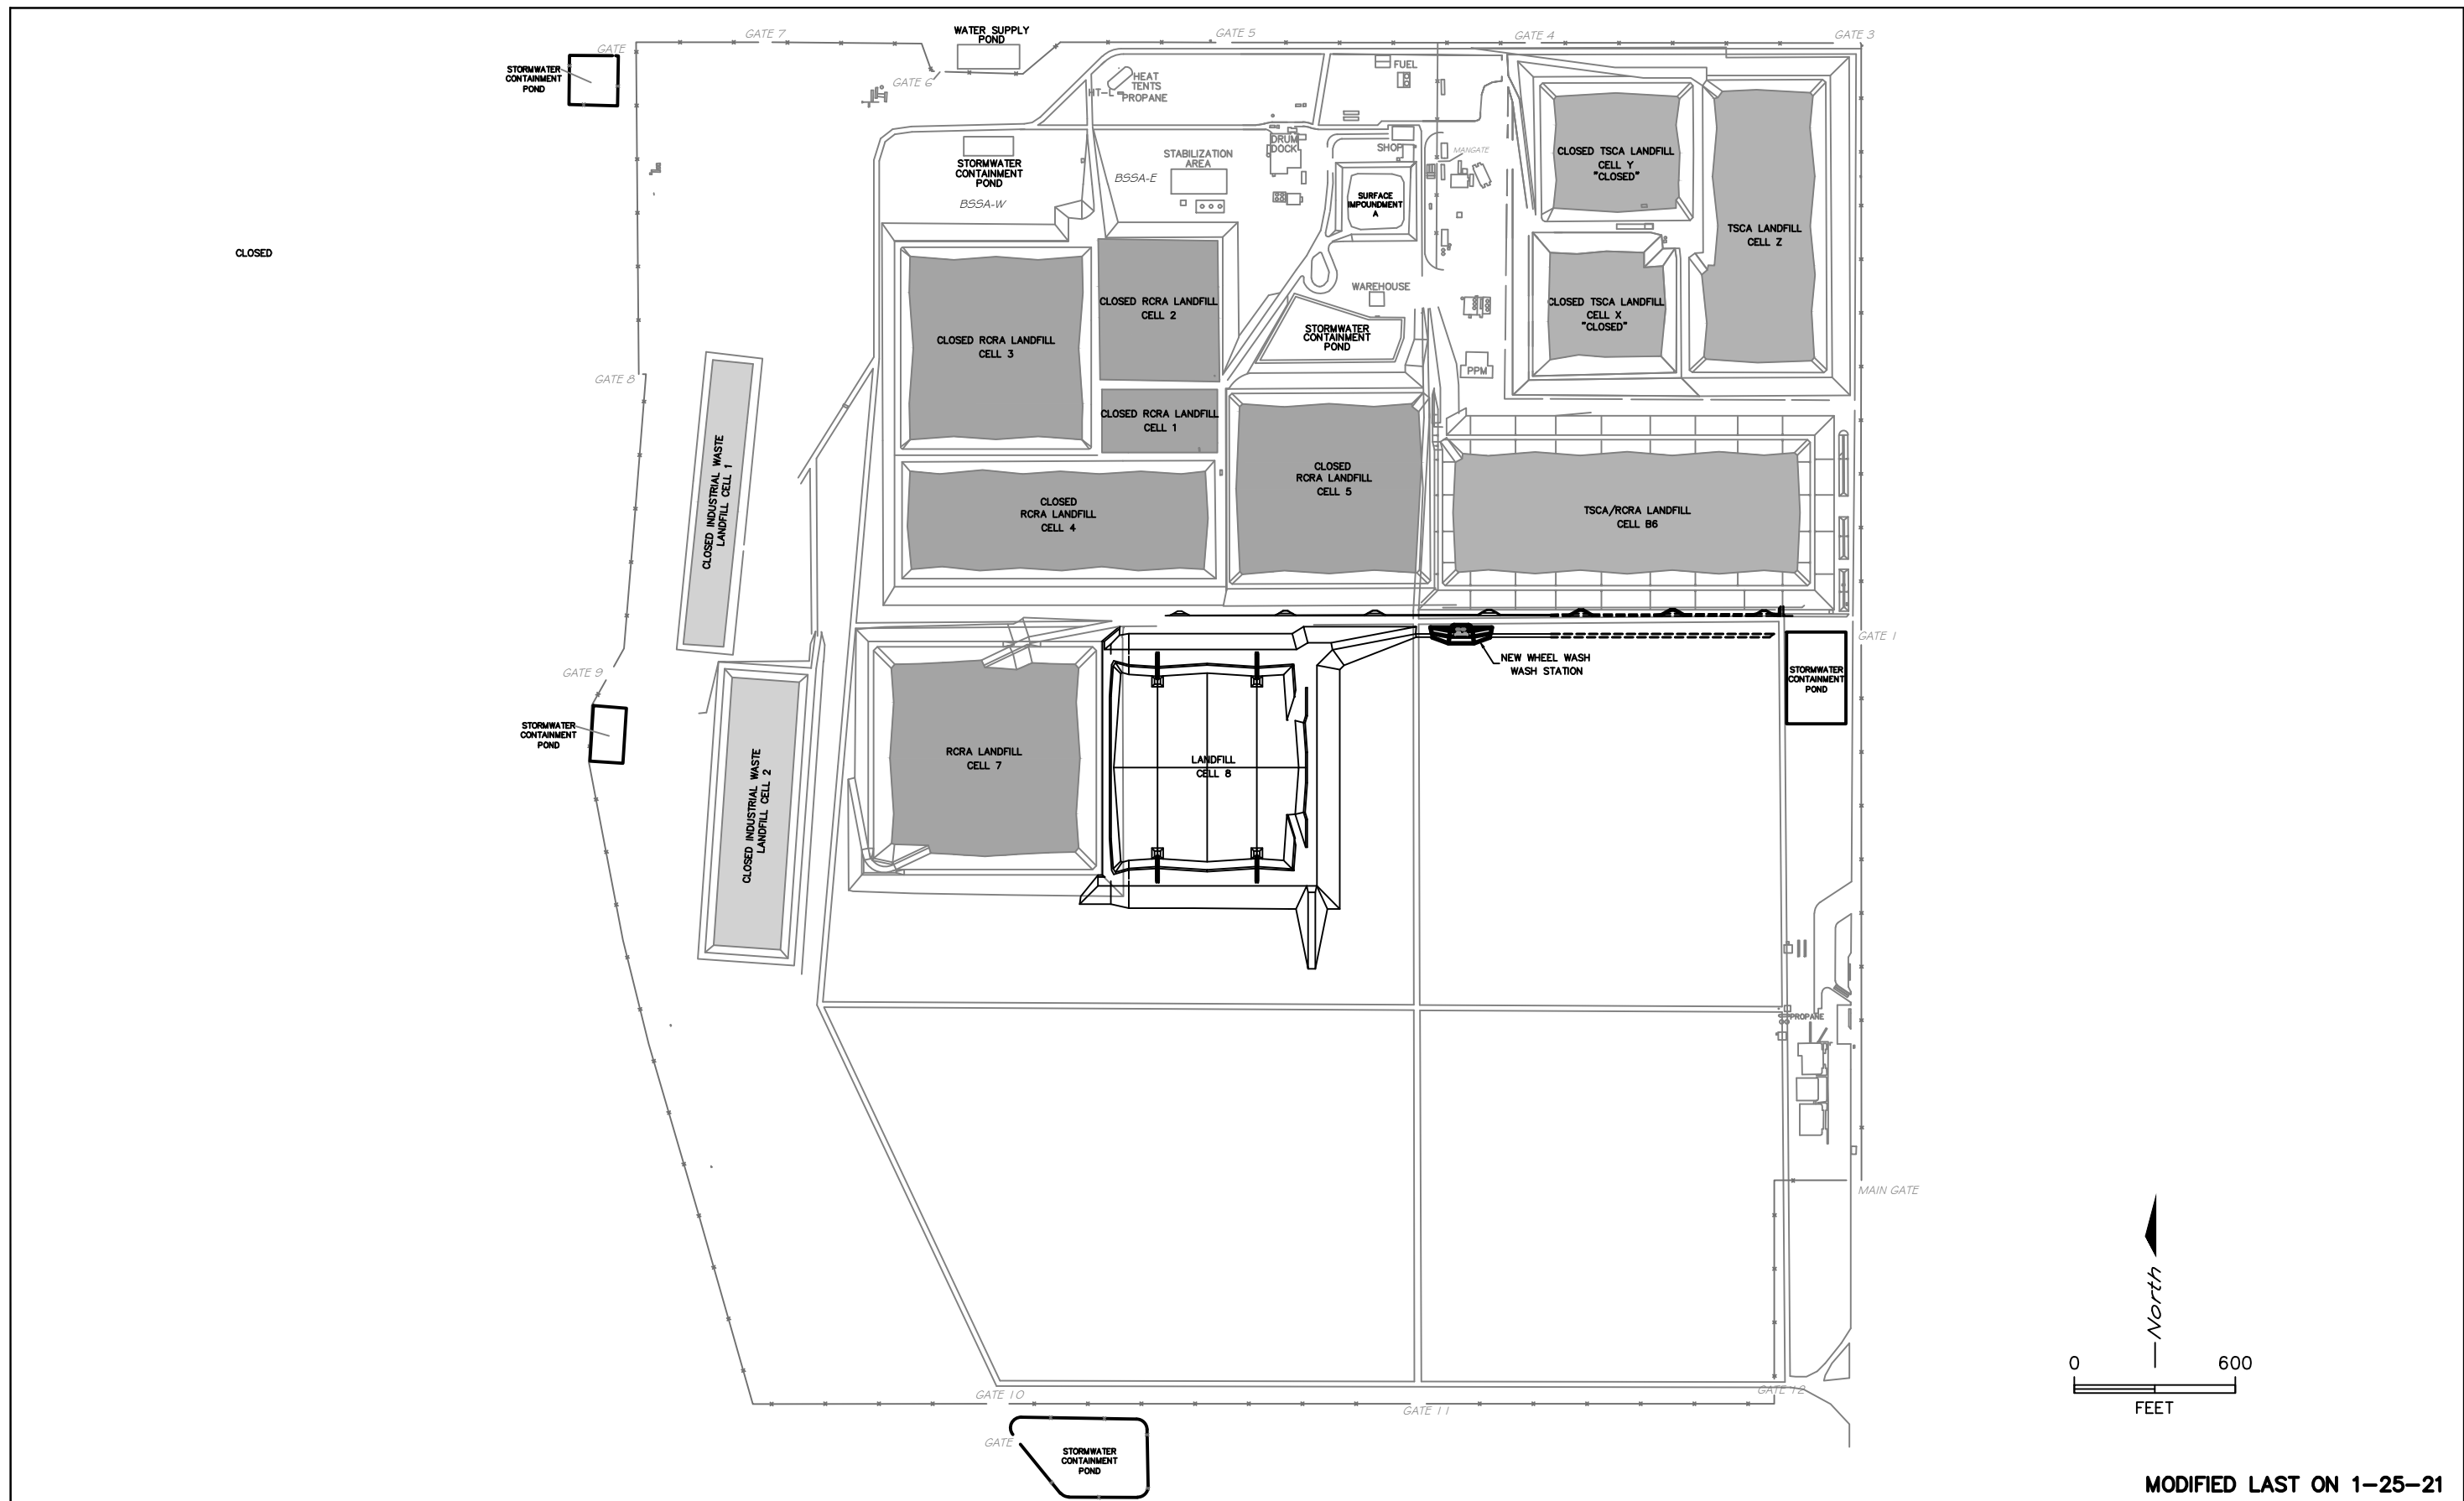 GATE 7
WATER SUPPLY
POND
GATE 5
GATE 4
GATE 3
GATE
STORMWATER
CONTAINMENT
POND
GATE 6
HEAT
TENTS
PROPANE
FUEL
STORMWATER
CONTAINMENT
POND
BSSA-W
BSSA-E
STABILIZATION
AREA
DRUM
DOCK
SHOP
MANGATE
SURFACE
IMPOUNDMENT
A
CLOSED TSCA LANDFILL
CELL Y
"CLOSED"
TSCA LANDFILL
CELL Z
CLOSED
CLOSED RCRA LANDFILL
CELL 3
CLOSED RCRA LANDFILL
CELL 2
WAREHOUSE
STORMWATER
CONTAINMENT
POND
CLOSED TSCA LANDFILL
CELL X
"CLOSED"
PPM
GATE 8
CLOSED RCRA LANDFILL
CELL 1
CLOSED INDUSTRIAL WASTE
LANDFILL CELL 1
CLOSED
RCRA LANDFILL
CELL 4
CLOSED
RCRA LANDFILL
CELL 5
TSCA/RCRA LANDFILL
CELL B6
GATE 1
NEW WHEEL WASH
WASH STATION
STORMWATER
CONTAINMENT
POND
GATE 9
STORMWATER
CONTAINMENT
POND
CLOSED INDUSTRIAL WASTE
LANDFILL CELL 2
RCRA LANDFILL
CELL 7
LANDFILL
CELL 8
PROPANE
MAIN GATE
North
0 600
FEET
GATE 10
GATE 11
GATE 12
GATE
STORMWATER
CONTAINMENT
POND
MODIFIED LAST ON 1-25-21